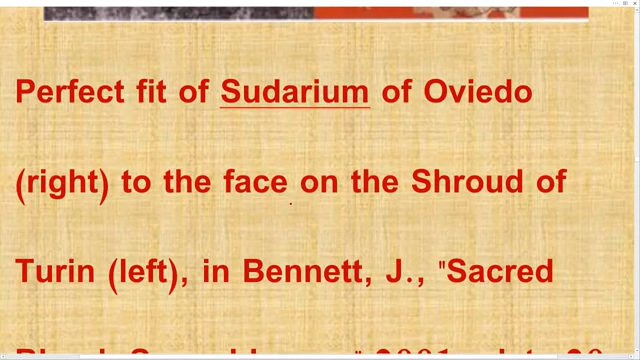 Perfect fit of Sudarium of Oviedo
(right) to the face on the Shroud of
Turin (left), in Bennett, J., "Sacred